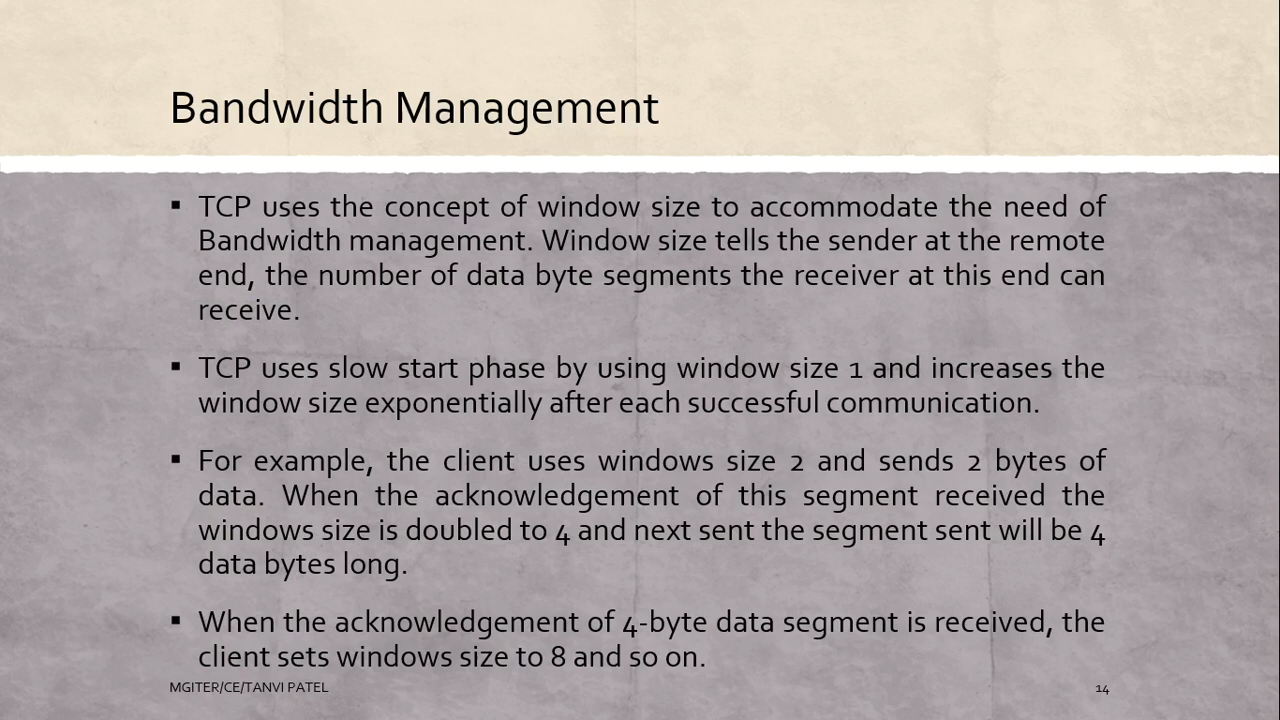 Bandwidth Management
▪ TCP uses the concept of window size to accommodate the need of
Bandwidth management. Window size tells the sender at the remote
end, the number of data byte segments the receiver at this end can
receive.
▪ TCP uses slow start phase by using window size 1 and increases the
window size exponentially after each successful communication.
▪ For example, the client uses windows size 2 and sends 2 bytes of
data. When the acknowledgement of this segment received the
windows size is doubled to 4 and next sent the segment sent will be 4
data bytes long.
▪ When the acknowledgement of 4-byte data segment is received, the
client sets windows size to 8 and so on.
MGITER/CE/TANVI PATEL
14